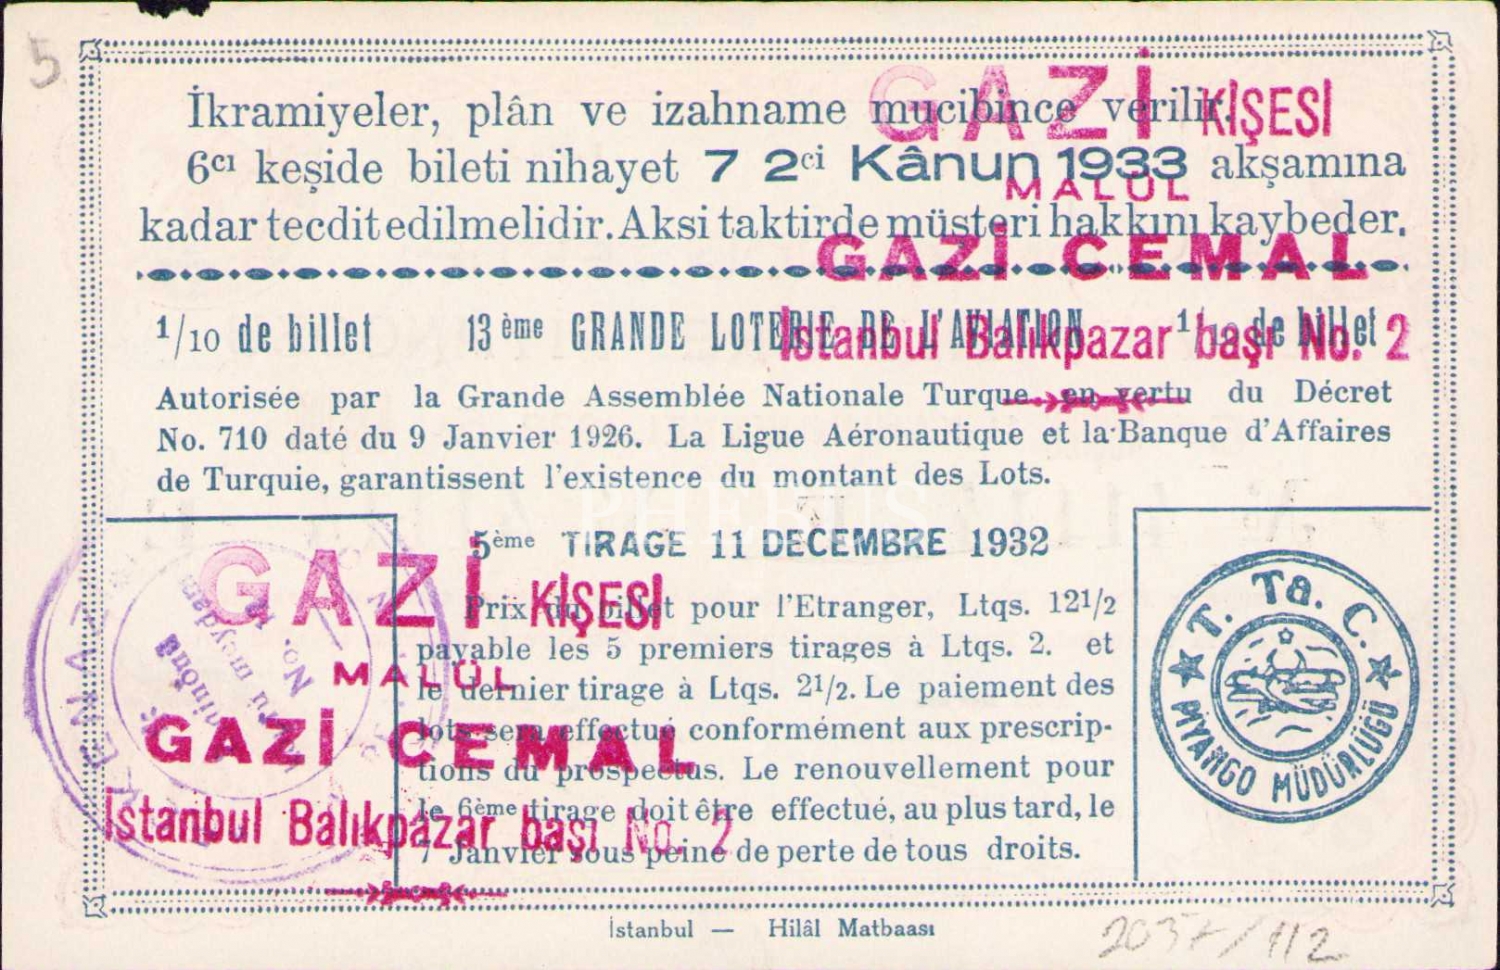 5
İkramiyeler, plân ve izahname mucibince verilir.
6cı keşide bileti nihayet 7 2ci Kânun 1933 akşamına
kadar tecdit edilmelidir. Aksi taktirde müşteri hakkını kaybeder.
GAZİ KİŞESİ
MALÜL
GAZİ CEMAL
İstanbul Balıkpazar başı No. 2
1/10 de billet 13ème GRANDE LOTERIE DE L'AVIATION 1/10 de billet
Autorisée par la Grande Assemblée Nationale Turque en vertu du Décret
No. 710 daté du 9 Janvier 1926. La Ligue Aéronautique et la Banque d'Affaires
de Turquie, garantissent l'existence du montant des Lots.
PHEBUS
5ème TIRAGE 11 DECEMBRE 1932
Prix du billet pour l'Etranger, Ltqs. 12 1/2
payable les 5 premiers tirages à Ltqs. 2. et
le dernier tirage à Ltqs. 2 1/2. Le paiement des
lots sera effectué conformément aux prescrip-
tions du prospectus. Le renouvellement pour
le 6ème tirage doit être effectué, au plus tard, le
7 Janvier sous peine de perte de tous droits.
GAZİ KİŞESİ
MALÜL
GAZİ CEMAL
İstanbul Balıkpazar başı No. 2
T. Ta. C.
PİYANGO MÜDÜRLÜĞÜ
İstanbul — Hilâl Matbaası
2037/112